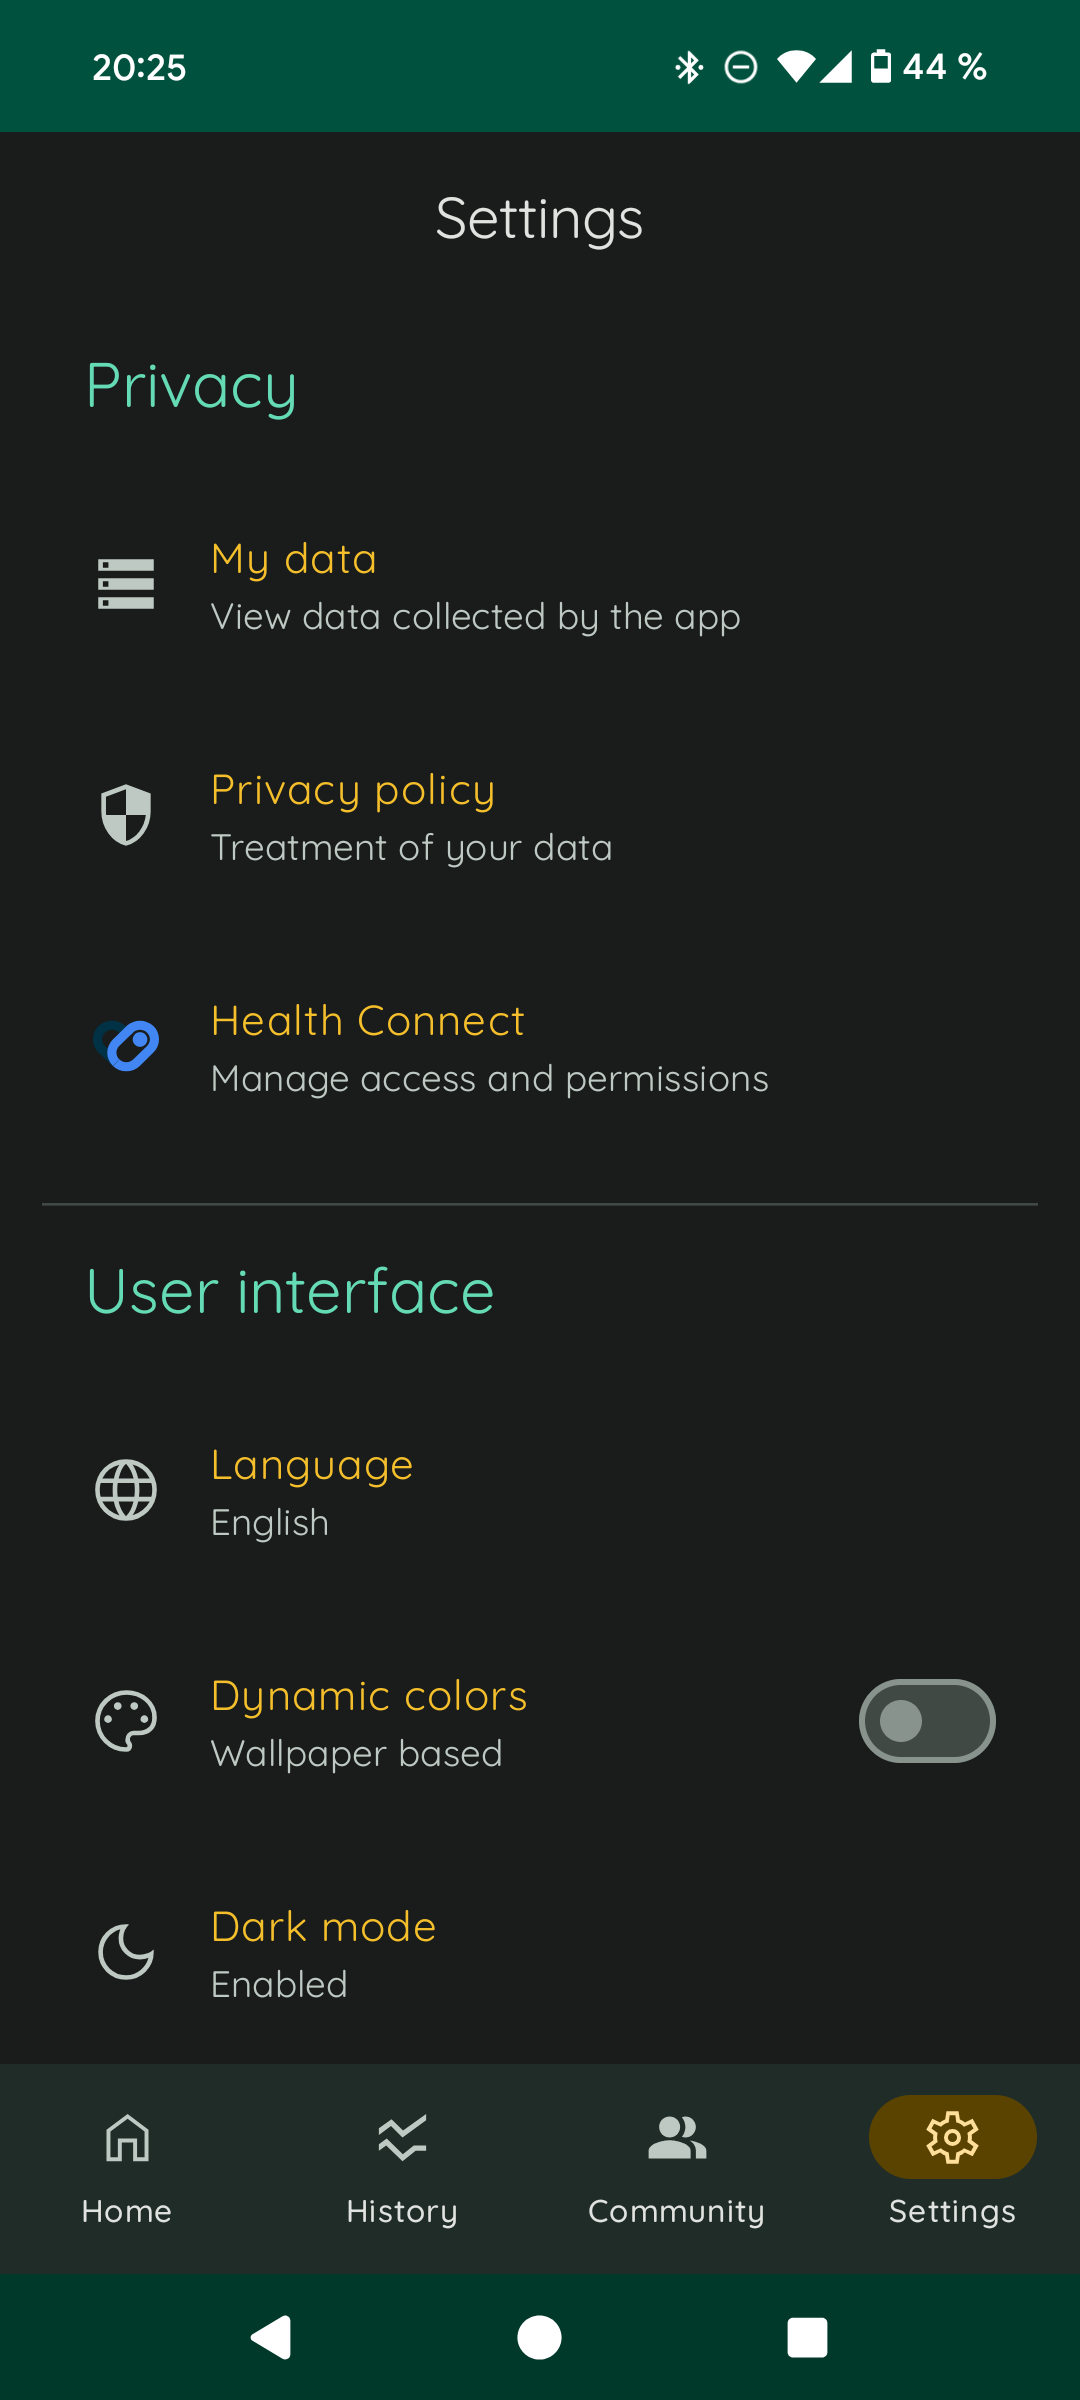 20:25
44 %
Settings
Privacy
My data
View data collected by the app
Privacy policy
Treatment of your data
Health Connect
Manage access and permissions
User interface
Language
English
Dynamic colors
Wallpaper based
Dark mode
Enabled
Home
History
Community
Settings